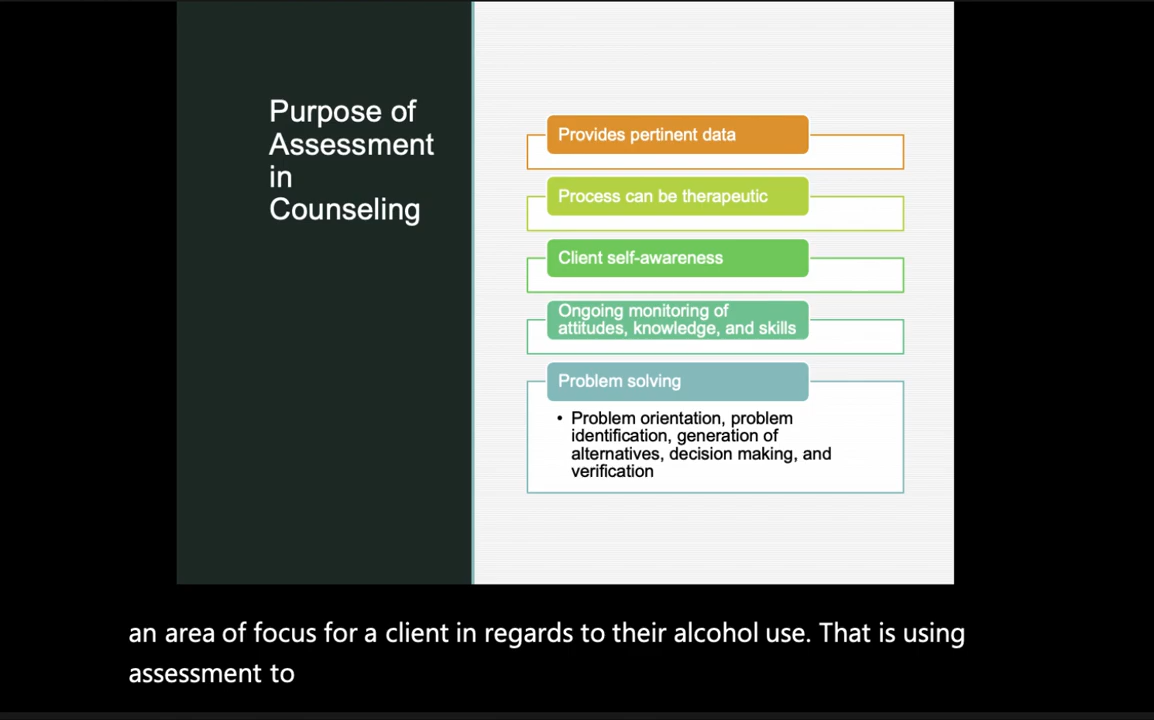 Purpose of
Assessment
in
Counseling
Provides pertinent data
Process can be therapeutic
Client self-awareness
Ongoing monitoring of
attitudes, knowledge, and skills
Problem solving
• Problem orientation, problem
identification, generation of
alternatives, decision making, and
verification
an area of focus for a client in regards to their alcohol use. That is using
assessment to